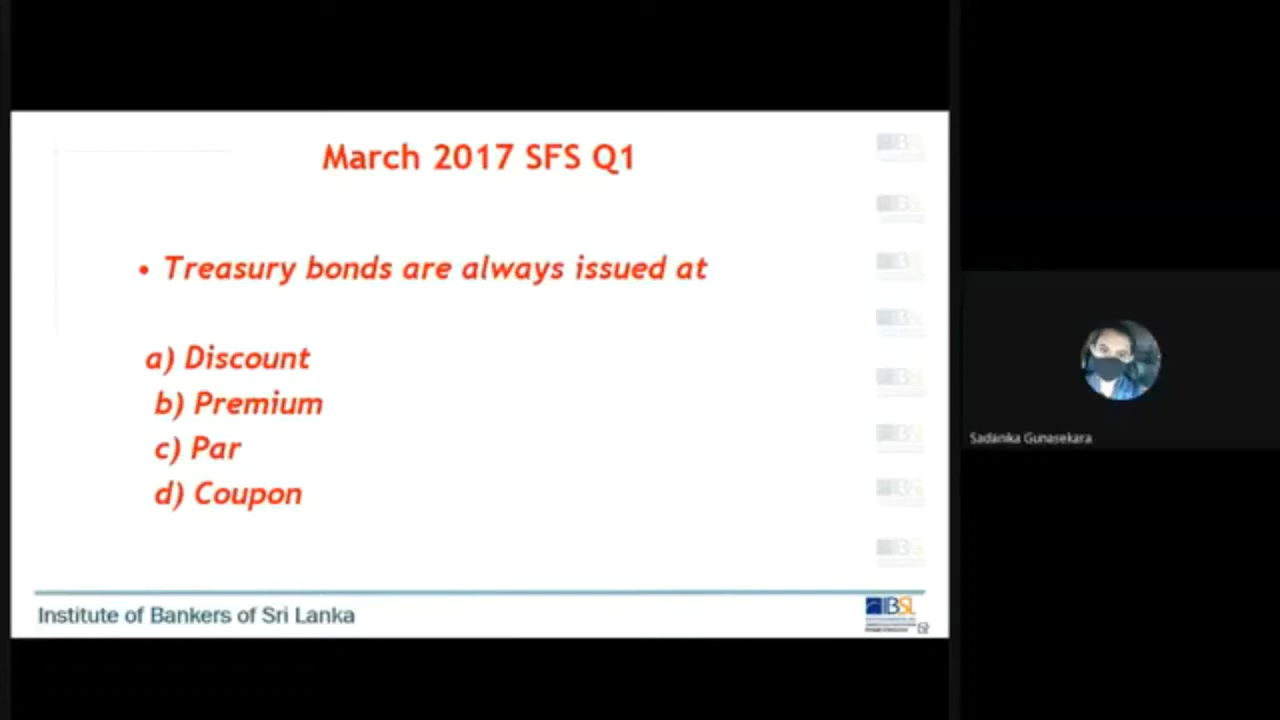 March 2017 SFS Q1
• Treasury bonds are always issued at
a) Discount
b) Premium
c) Par
d) Coupon
Institute of Bankers of Sri Lanka
IBSL
Sadanika Gunasekara